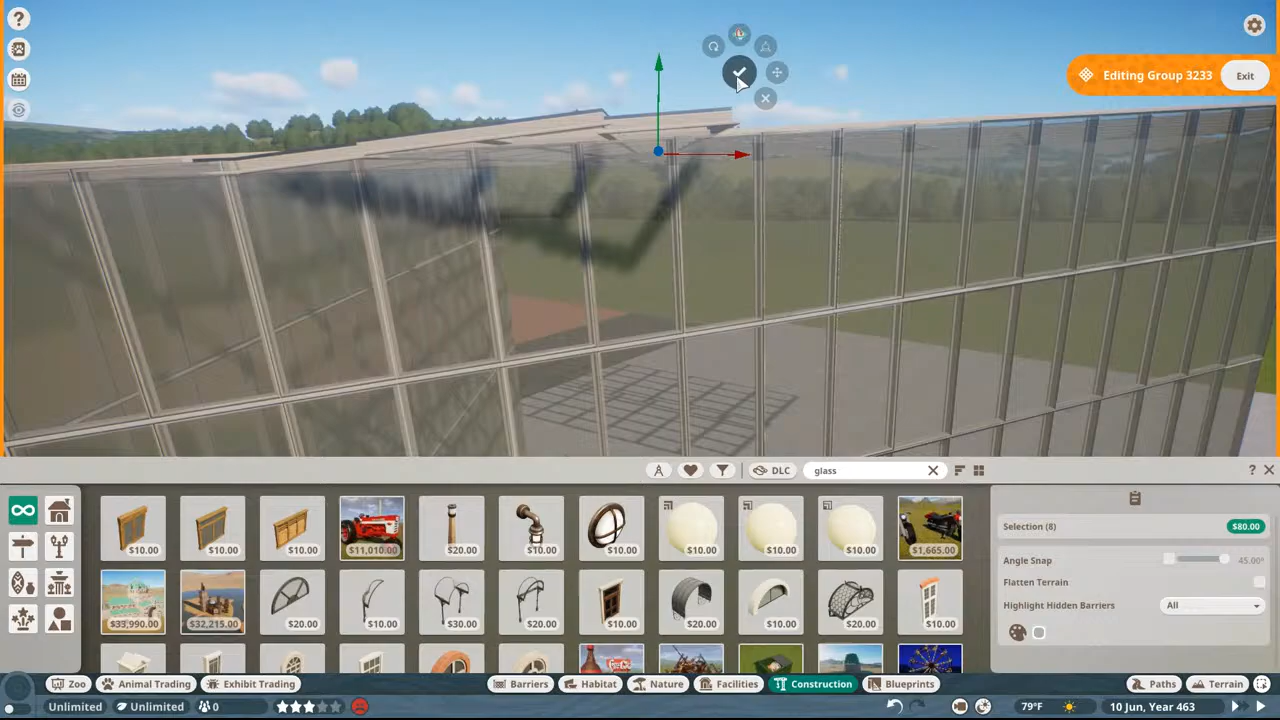 ?
Editing Group 3233 Exit
DLC glass
?
$10.00 $10.00 $10.00 $11,010.00 $20.00 $10.00 $10.00 $10.00 $10.00 $10.00 $1,665.00
$33,990.00 $32,215.00 $20.00 $10.00 $30.00 $20.00 $10.00 $20.00 $10.00 $20.00 $10.00
Selection (8) $80.00
Angle Snap 45.00°
Flatten Terrain
Highlight Hidden Barriers All
Zoo Animal Trading Exhibit Trading Barriers Habitat Nature Facilities Construction Blueprints Paths Terrain
Unlimited Unlimited 0 79°F 10 Jun, Year 463